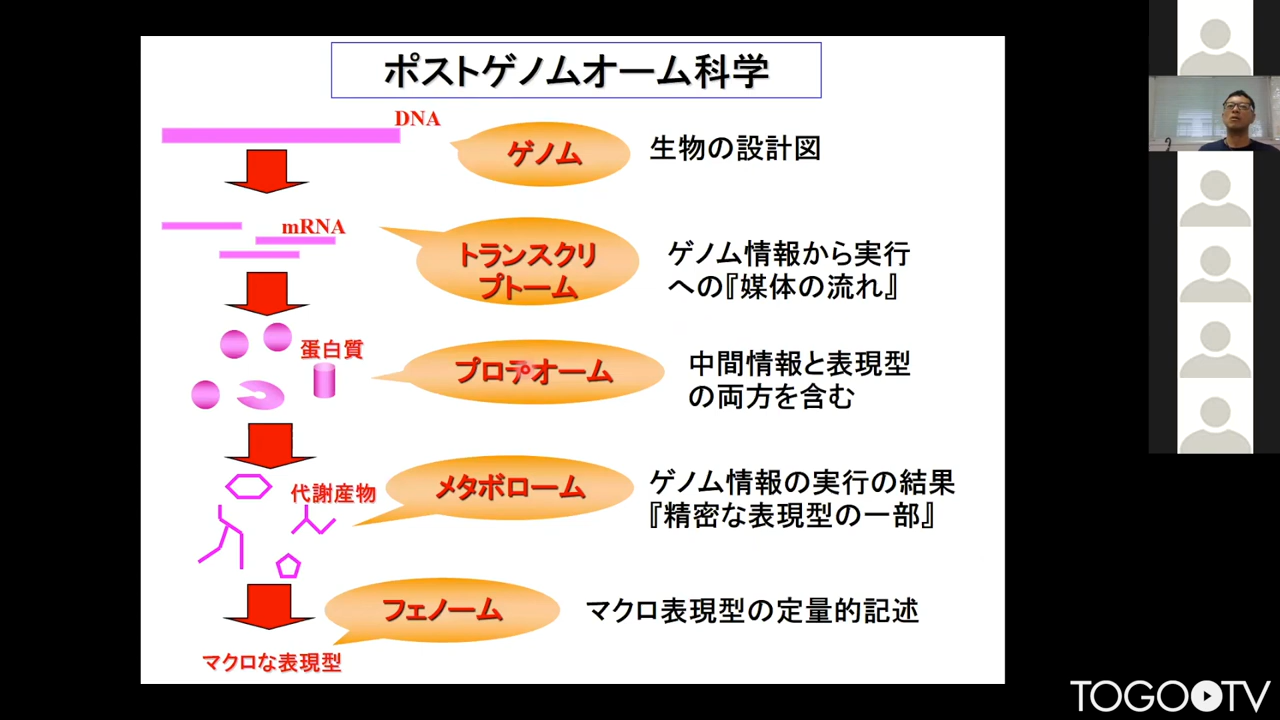 ポストゲノムオーム科学
DNA
ゲノム
生物の設計図
mRNA
トランスクリ
プトーム
ゲノム情報から実行
への『媒体の流れ』
蛋白質
プロテオーム
中間情報と表現型
の両方を含む
代謝産物
メタボローム
ゲノム情報の実行の結果
『精密な表現型の一部』
フェノーム
マクロ表現型の定量的記述
マクロな表現型
TOGO TV